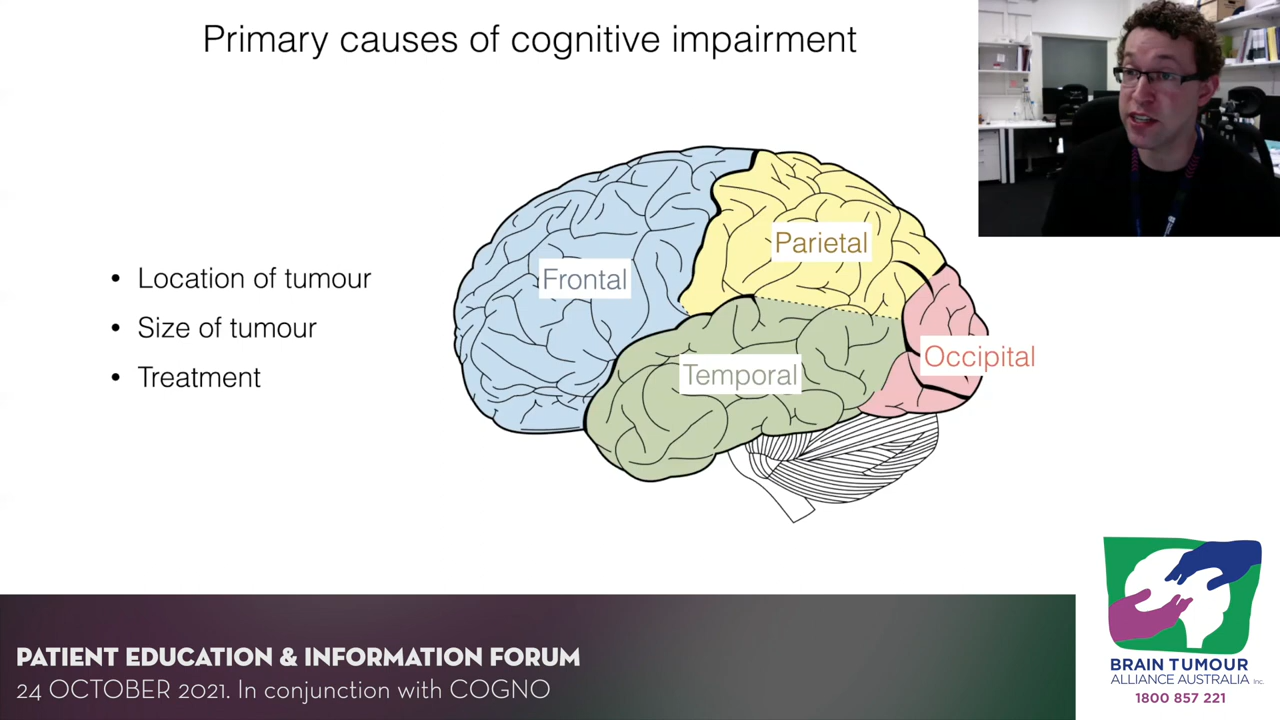 Primary causes of cognitive impairment
• Location of tumour
• Size of tumour
• Treatment
Frontal
Parietal
Temporal
Occipital
PATIENT EDUCATION & INFORMATION FORUM
24 OCTOBER 2021. In conjunction with COGNO
BRAIN TUMOUR
ALLIANCE AUSTRALIA Inc.
1800 857 221